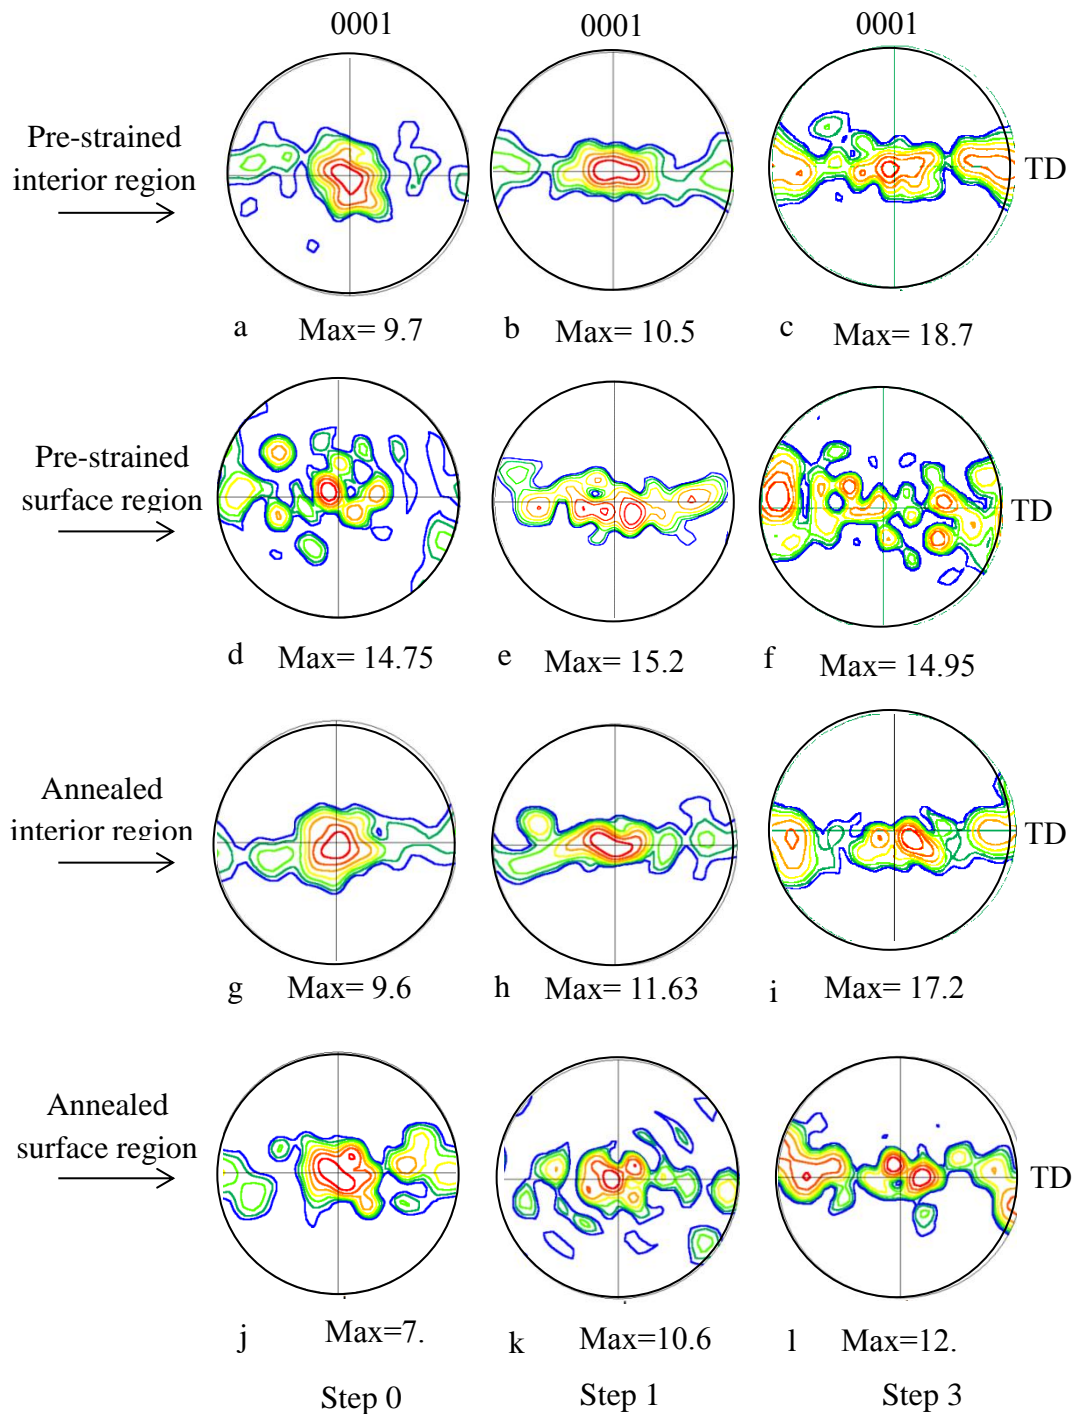 0001 0001 0001
Pre-strained
interior region
TD
a Max= 9.7 b Max= 10.5 c Max= 18.7
Pre-strained
surface region
TD
d Max= 14.75 e Max= 15.2 f Max= 14.95
Annealed
interior region
TD
g Max= 9.6 h Max= 11.63 i Max= 17.2
Annealed
surface region
TD
j Max=7. k Max=10.6 l Max=12.
Step 0 Step 1 Step 3